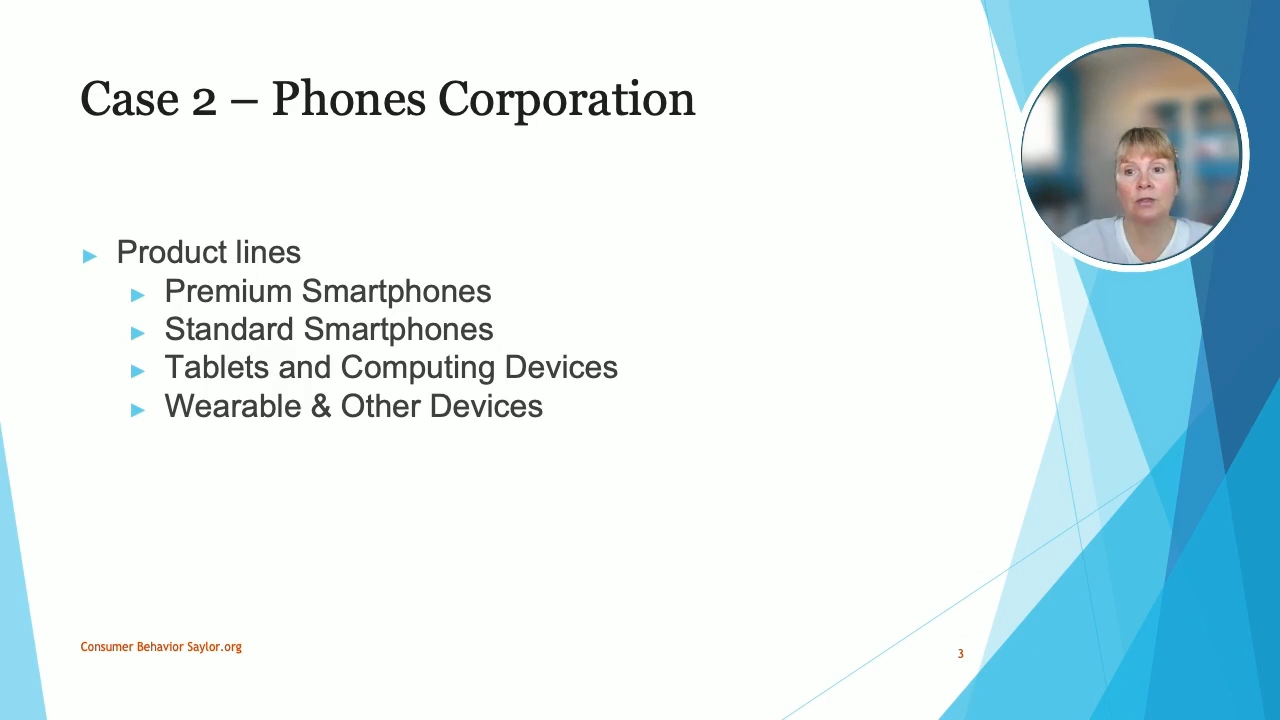 Case 2 – Phones Corporation
Product lines
Premium Smartphones
Standard Smartphones
Tablets and Computing Devices
Wearable & Other Devices
Consumer Behavior Saylor.org
3